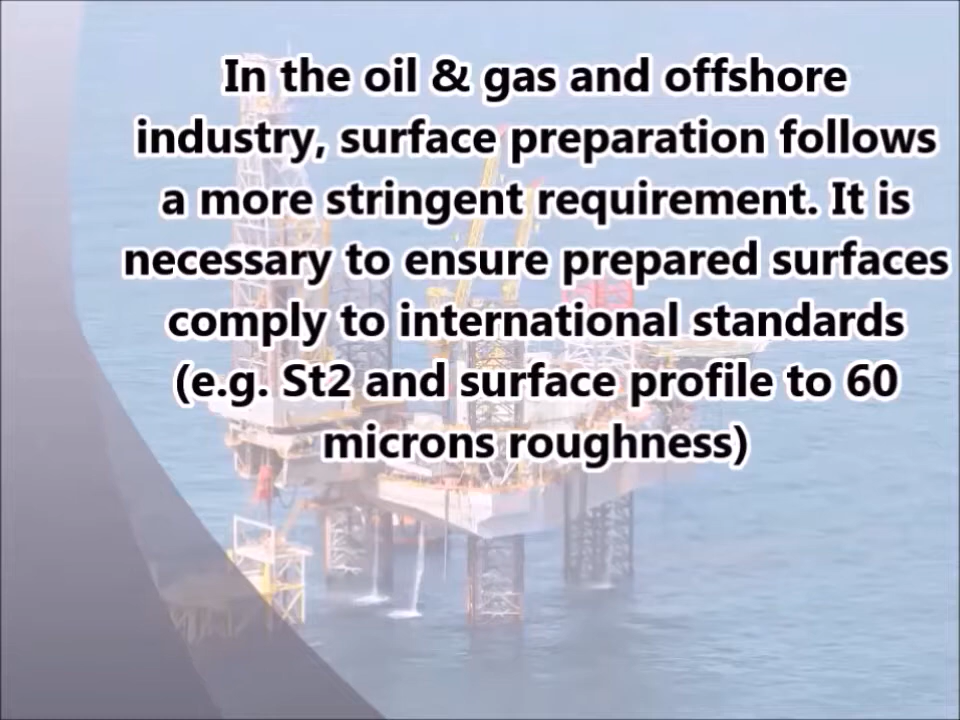 In the oil & gas and offshore
industry, surface preparation follows
a more stringent requirement. It is
necessary to ensure prepared surfaces
comply to international standards
(e.g. St2 and surface profile to 60
microns roughness)